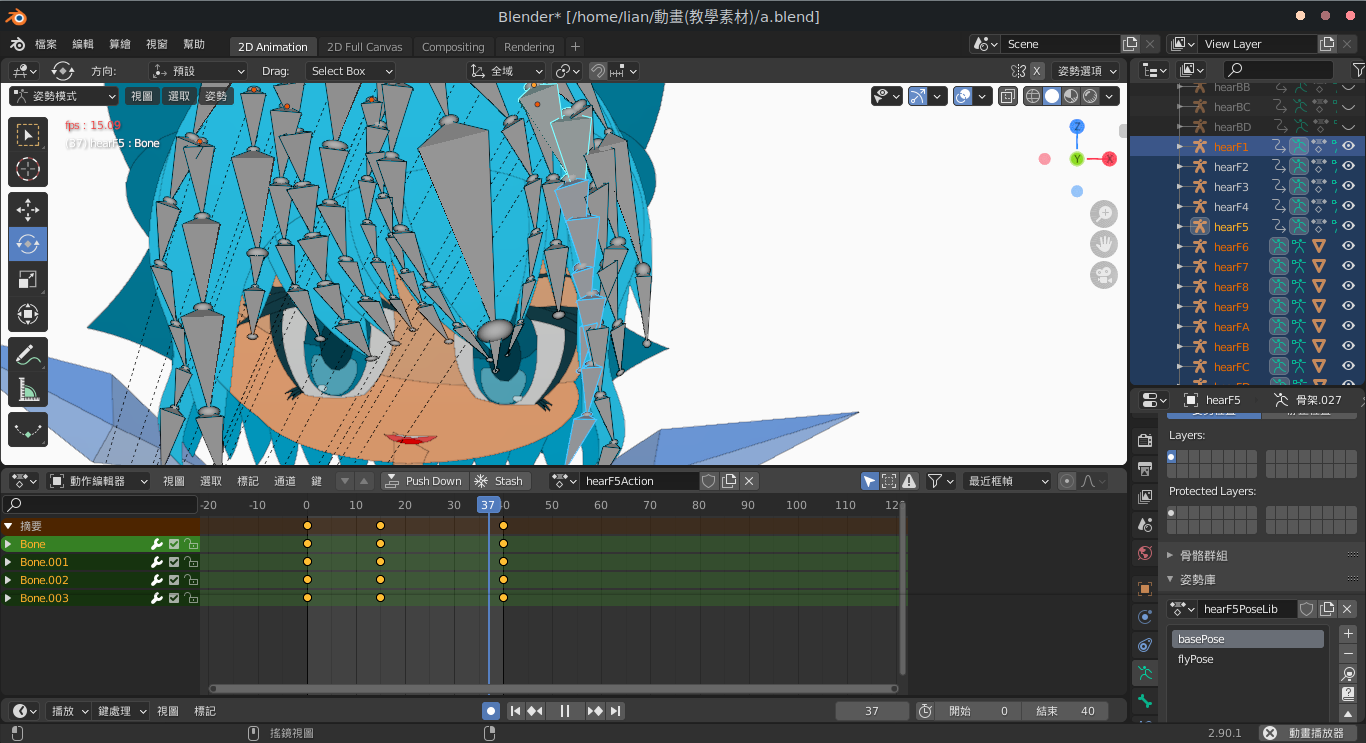 Blender* [/home/lian/動畫(教學素材)/a.blend]
檔案 編輯 算繪 視窗 幫助 2D Animation 2D Full Canvas Compositing Rendering + Scene View Layer
方向: 預設 Drag: Select Box 全域 X 姿勢選項
姿勢模式 視圖 選取 姿勢
fps : 15.09
(37) hearF5 : Bone
Z
Y
X
hearBB
hearBC
hearBD
hearF1
hearF2
hearF3
hearF4
hearF5
hearF6
hearF7
hearF8
hearF9
hearFA
hearFB
hearFC
hearF5 骨架.027
Layers:
Protected Layers:
骨骼群組
姿勢庫
hearF5PoseLib
basePose
flyPose
動作編輯器 視圖 選取 標記 通道 鍵 Push Down Stash hearF5Action 最近框幀
-20 -10 0 10 20 30 37 40 50 60 70 80 90 100 110 120
摘要
Bone
Bone.001
Bone.002
Bone.003
播放 鍵處理 視圖 標記 37 開始 0 結束 40
搖鏡視圖 2.90.1 動畫播放器